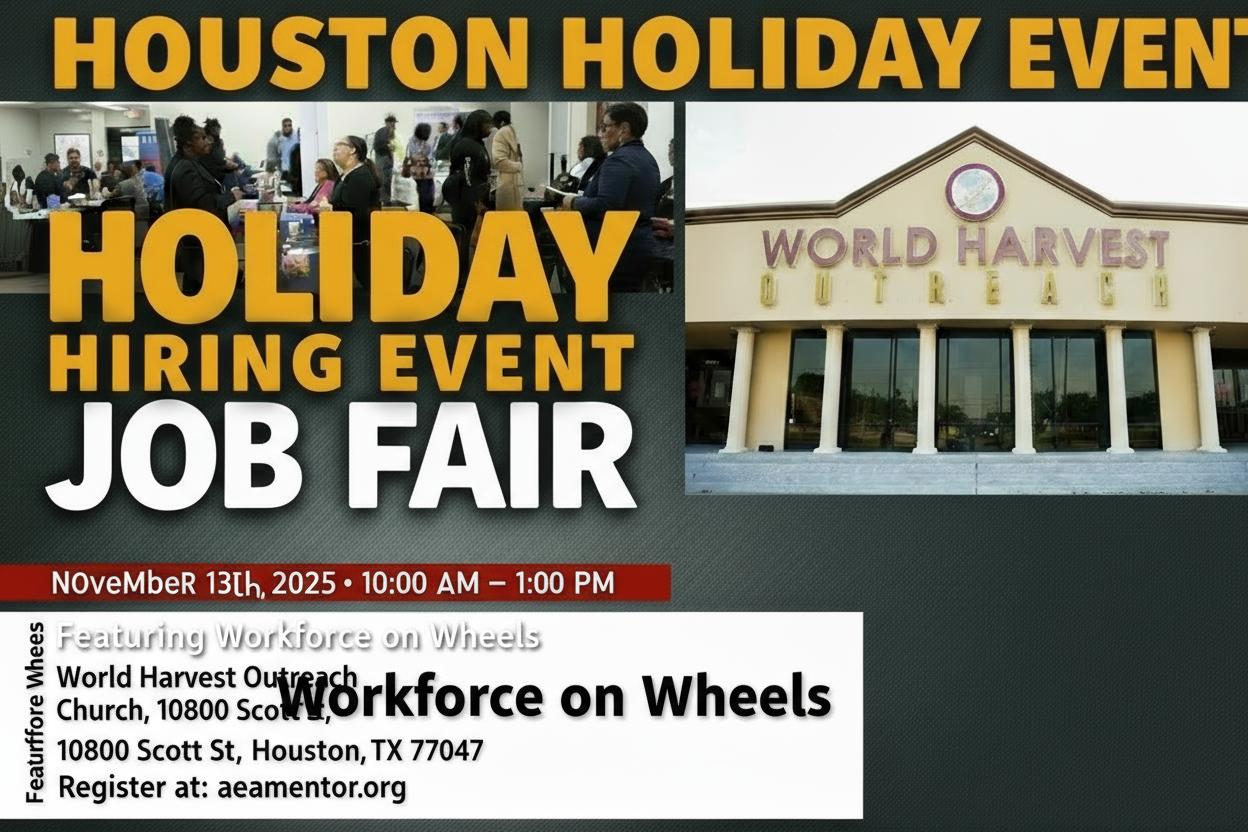 HOUSTON HOLIDAY EVENT
WORLD HARVEST
OUTREACH
HOLIDAY
HIRING EVENT
JOB FAIR
NOveMbeR 13th, 2025 • 10:00 AM – 1:00 PM
Featurffore Whees
Featuring Workforce on Wheels
World Harvest Outreach
Workforce on Wheels
Church, 10800 Scott St,
10800 Scott St, Houston, TX 77047
Register at: aeamentor.org